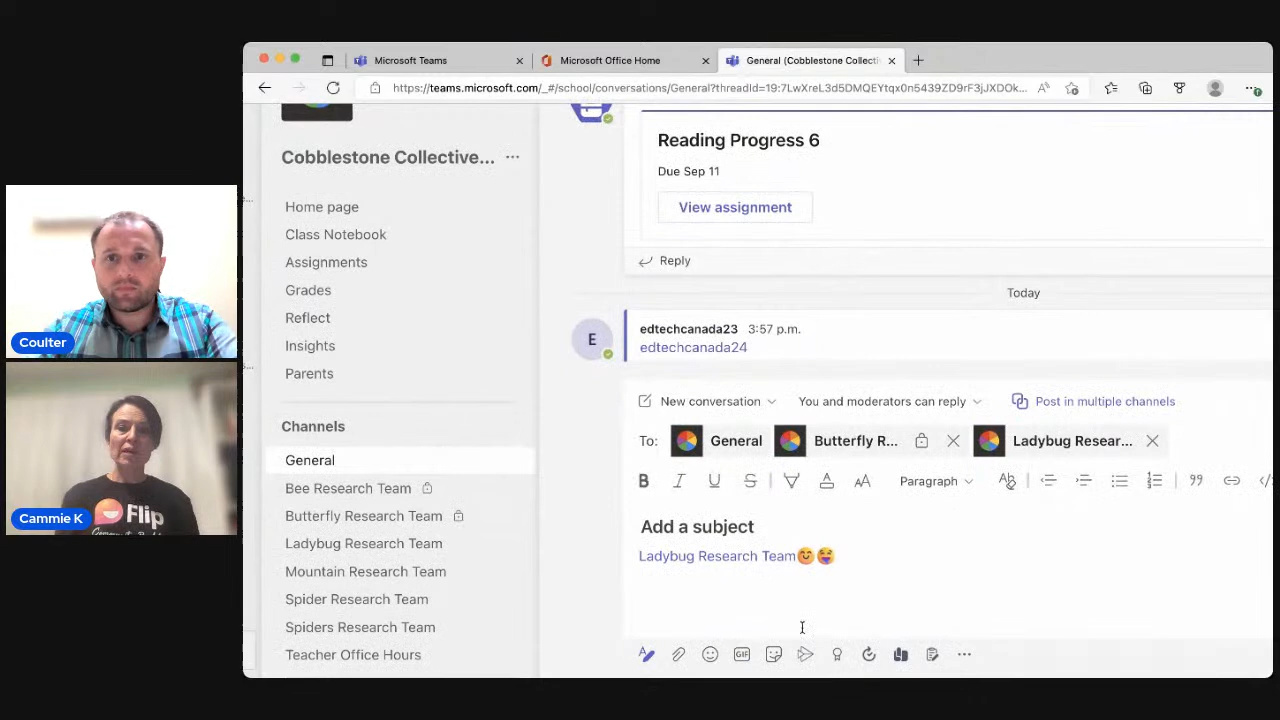 Microsoft Teams
Microsoft Office Home
General (Cobblestone Collecti
https://teams.microsoft.com/_#/school/conversations/General?threadId=19:7LwXreL3d5DMQEYtqx0n5439ZD9rF3jJXDOk...
Cobblestone Collective...
Home page
Class Notebook
Assignments
Grades
Reflect
Insights
Parents
Channels
General
Bee Research Team
Butterfly Research Team
Ladybug Research Team
Mountain Research Team
Spider Research Team
Spiders Research Team
Teacher Office Hours
Reading Progress 6
Due Sep 11
View assignment
Reply
Today
E
edtechcanada23 3:57 p.m.
edtechcanada24
New conversation You and moderators can reply Post in multiple channels
To: General Butterfly R... Ladybug Resear...
B I U S Paragraph
Add a subject
Ladybug Research Team😊😝
GIF
Coulter
Flip
Cammie K